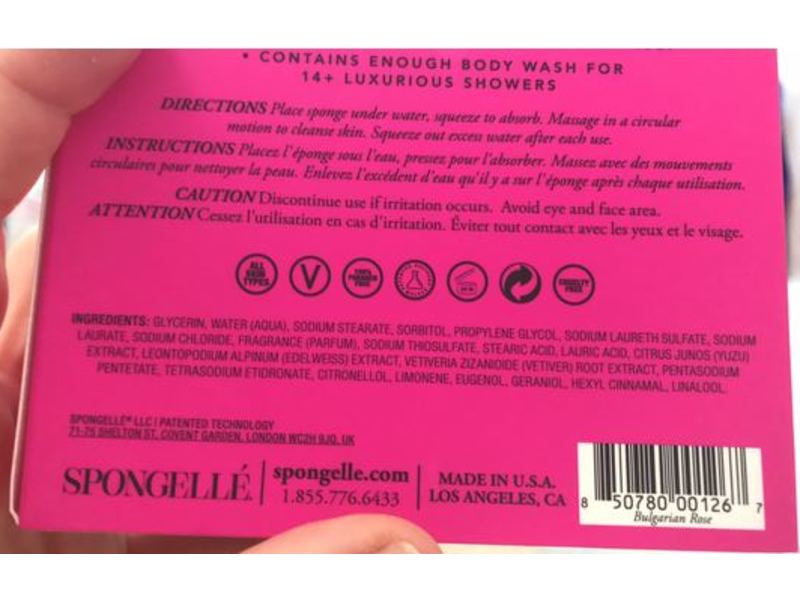 • CONTAINS ENOUGH BODY WASH FOR
14+ LUXURIOUS SHOWERS
DIRECTIONS Place sponge under water, squeeze to absorb. Massage in a circular
motion to cleanse skin. Squeeze out excess water after each use.
INSTRUCTIONS Placez l'éponge sous l'eau, pressez pour l'absorber. Massez avec des mouvements
circulaires pour nettoyer la peau. Enlevez l'excédent d'eau qu'il y a sur l'éponge après chaque utilisation.
CAUTION Discontinue use if irritation occurs. Avoid eye and face area.
ATTENTION Cessez l'utilisation en cas d'irritation. Éviter tout contact avec les yeux et le visage.
ALL SKIN TYPES
V
100% PARABEN FREE
CRUELTY FREE
INGREDIENTS: GLYCERIN, WATER (AQUA), SODIUM STEARATE, SORBITOL, PROPYLENE GLYCOL, SODIUM LAURETH SULFATE, SODIUM
LAURATE, SODIUM CHLORIDE, FRAGRANCE (PARFUM), SODIUM THIOSULFATE, STEARIC ACID, LAURIC ACID, CITRUS JUNOS (YUZU)
EXTRACT, LEONTOPODIUM ALPINUM (EDELWEISS) EXTRACT, VETIVERIA ZIZANIOIDE (VETIVER) ROOT EXTRACT, PENTASODIUM
PENTETATE, TETRASODIUM ETIDRONATE, CITRONELLOL, LIMONENE, EUGENOL, GERANIOL, HEXYL CINNAMAL, LINALOOL.
SPONGELLÉ® LLC | PATENTED TECHNOLOGY
71-75 SHELTON ST, COVENT GARDEN, LONDON WC2H 9JQ, UK
SPONGELLÉ®
spongelle.com
1.855.776.6433
MADE IN U.S.A.
LOS ANGELES, CA
8 50780 00126 7
Bulgarian Rose